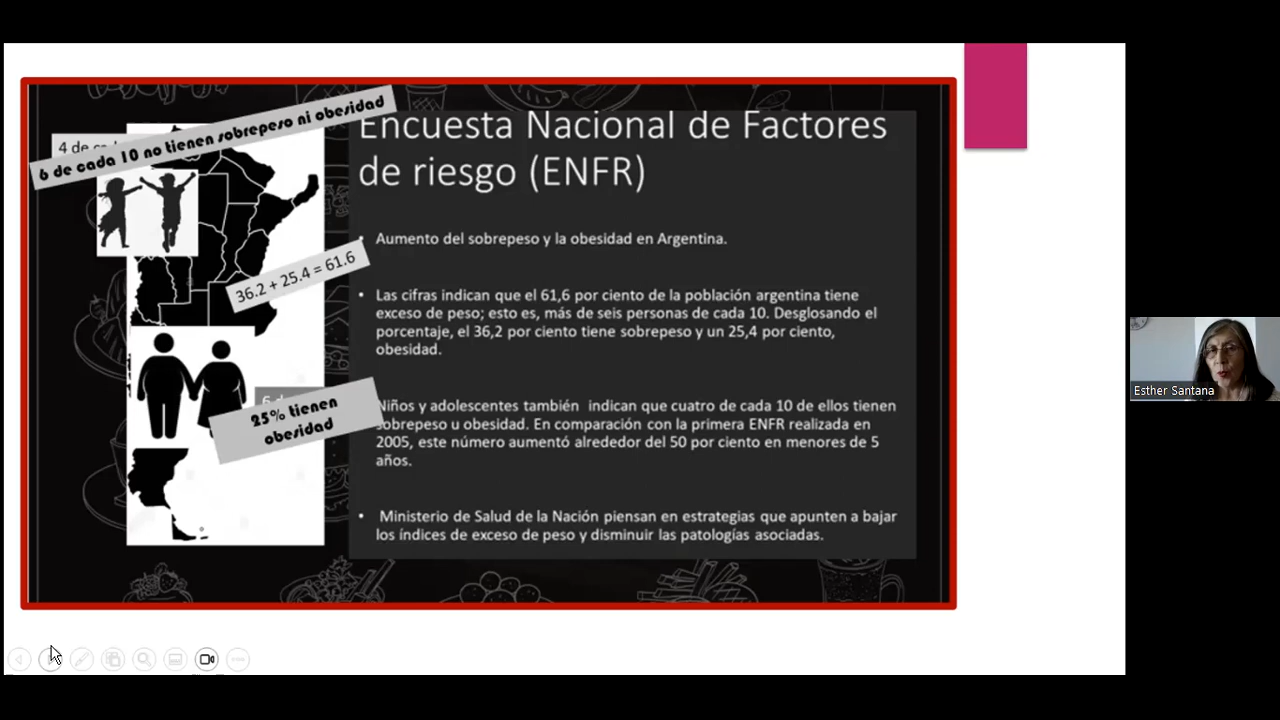 6 de cada 10 no tienen sobrepeso ni obesidad
4 de
Encuesta Nacional de Factores
de riesgo (ENFR)
• Aumento del sobrepeso y la obesidad en Argentina.
36.2 + 25.4 = 61.6
• Las cifras indican que el 61,6 por ciento de la población argentina tiene
exceso de peso; esto es, más de seis personas de cada 10. Desglosando el
porcentaje, el 36,2 por ciento tiene sobrepeso y un 25,4 por ciento,
obesidad.
25% tienen
obesidad
Niños y adolescentes también indican que cuatro de cada 10 de ellos tienen
sobrepeso u obesidad. En comparación con la primera ENFR realizada en
2005, este número aumentó alrededor del 50 por ciento en menores de 5
años.
• Ministerio de Salud de la Nación piensan en estrategias que apunten a bajar
los índices de exceso de peso y disminuir las patologías asociadas.
Esther Santana